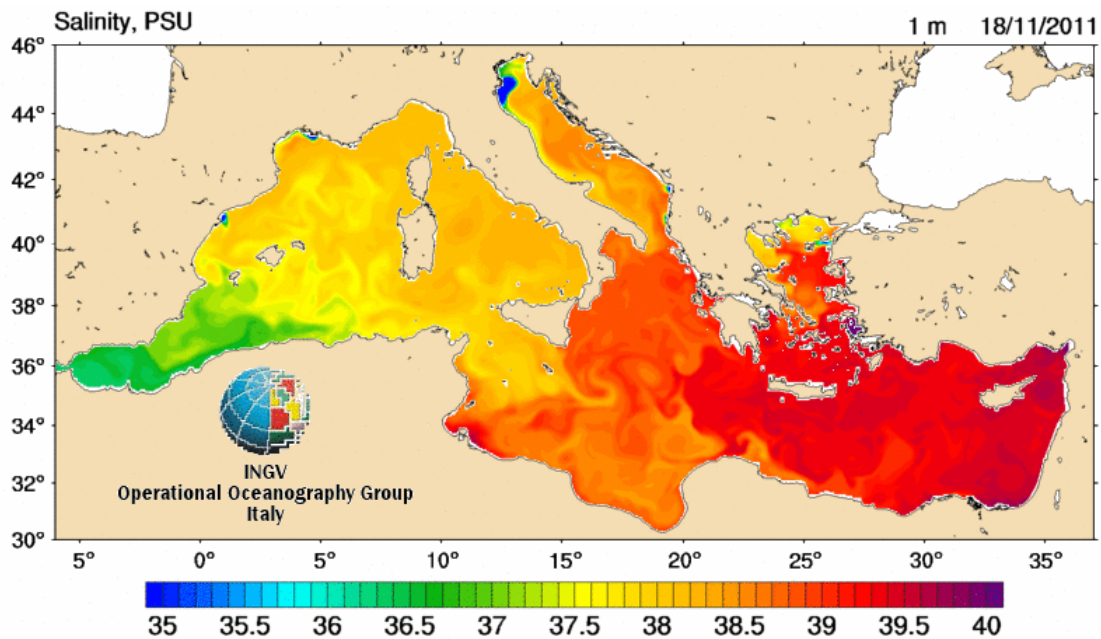 Salinity, PSU 1 m 18/11/2011
46°
44°
42°
40°
38°
36°
34°
32°
30°
INGV
Operational Oceanography Group
Italy
5° 0° 5° 10° 15° 20° 25° 30° 35°
35 35.5 36 36.5 37 37.5 38 38.5 39 39.5 40